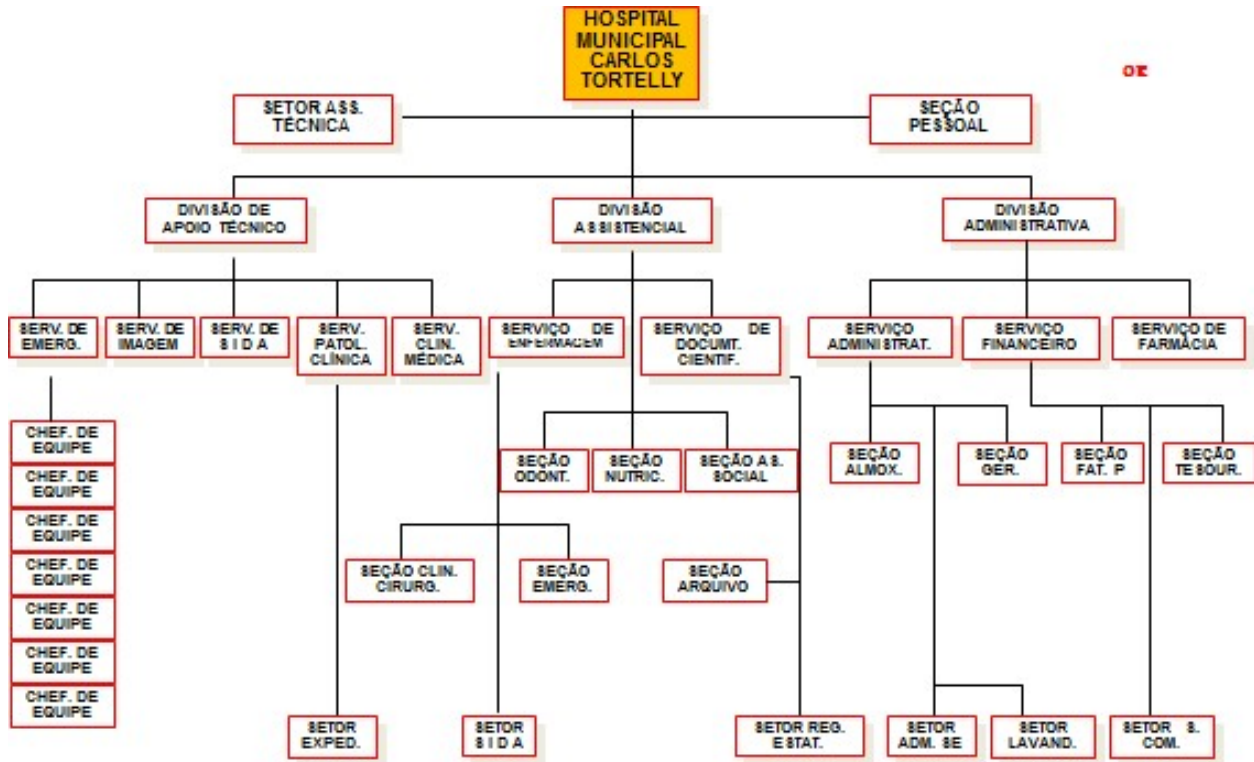 HOSPITAL
MUNICIPAL
CARLOS
TORTELLY
OK
SETOR ASS.
TÉCNICA
SEÇÃO
PESSOAL
DIVISÃO DE
APOIO TÉCNICO
DIVISÃO
ASSISTENCIAL
DIVISÃO
ADMINISTRATIVA
SERV. DE
EMERG.
SERV. DE
IMAGEM
SERV. DE
S I D A
SERV.
PATOL.
CLÍNICA
SERV.
CLIN.
MÉDICA
SERVIÇO DE
ENFERMAGEM
SERVIÇO DE
DOCUMT.
CIENTIF.
SERVIÇO
ADMINISTRAT.
SERVIÇO
FINANCEIRO
SERVIÇO DE
FARMÁCIA
CHEF. DE
EQUIPE
CHEF. DE
EQUIPE
CHEF. DE
EQUIPE
CHEF. DE
EQUIPE
CHEF. DE
EQUIPE
CHEF. DE
EQUIPE
CHEF. DE
EQUIPE
SEÇÃO
ODONT.
SEÇÃO
NUTRIC.
SEÇÃO AS.
SOCIAL
SEÇÃO
ALMOX.
SEÇÃO
GER.
SEÇÃO
FAT. P
SEÇÃO
TESOUR.
SEÇÃO CLIN.
CIRURG.
SEÇÃO
EMERG.
SEÇÃO
ARQUIVO
SETOR
EXPED.
SETOR
S I D A
SETOR REG.
ESTAT.
SETOR
ADM. SE
SETOR
LAVAND.
SETOR S.
COM.